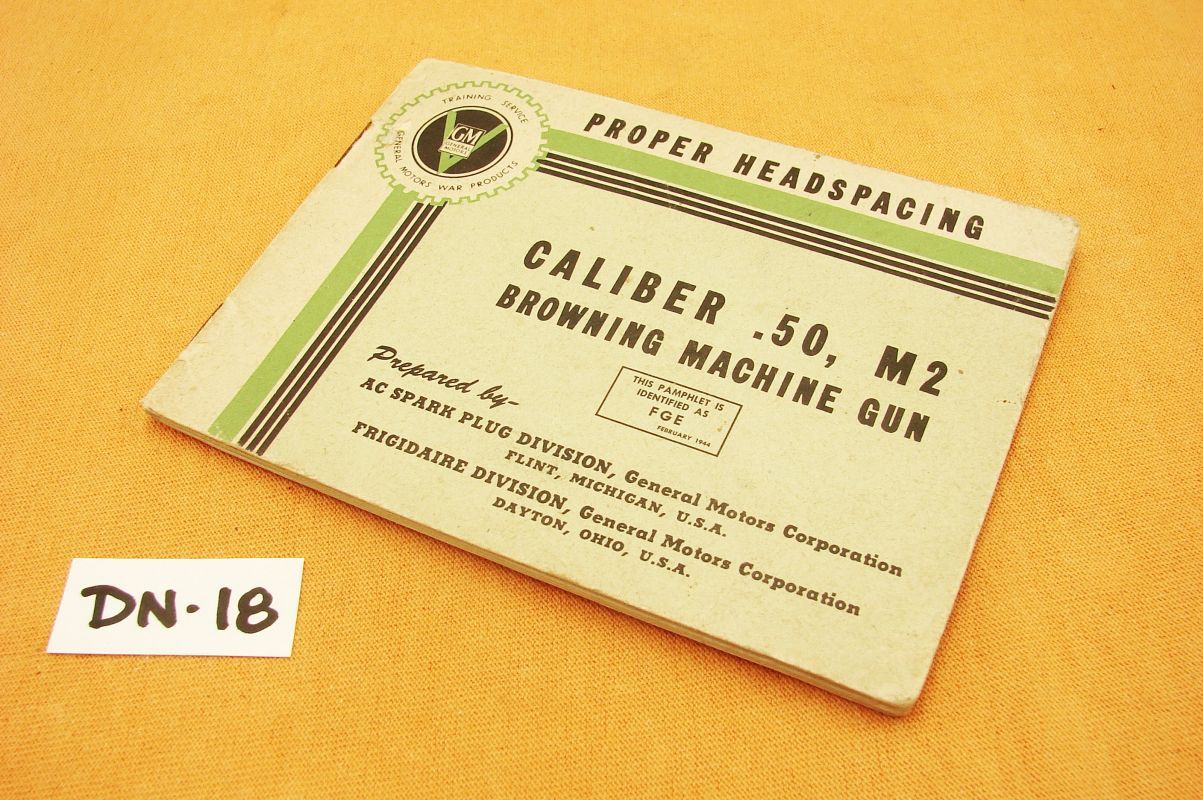 TRAINING SERVICE
GM
GENERAL
MOTORS
GENERAL MOTORS WAR PRODUCTS
PROPER HEADSPACING
CALIBER .50, M2
BROWNING MACHINE GUN
THIS PAMPHLET IS
IDENTIFIED AS
FGE
FEBRUARY 1944
Prepared by-
AC SPARK PLUG DIVISION, General Motors Corporation
FLINT, MICHIGAN, U.S.A.
FRIGIDAIRE DIVISION, General Motors Corporation
DAYTON, OHIO, U.S.A.
DN-18